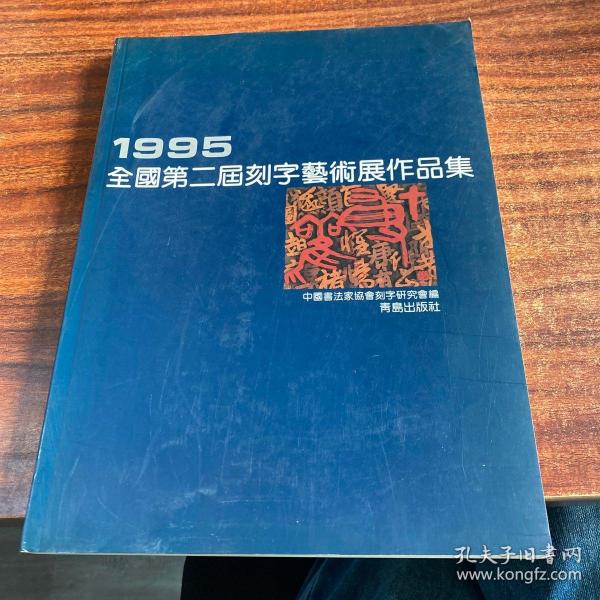 1995
全國第二屆刻字藝術展作品集
中國書法家協會刻字研究會編
青島出版社
孔夫子旧書网
www.kongfz.com